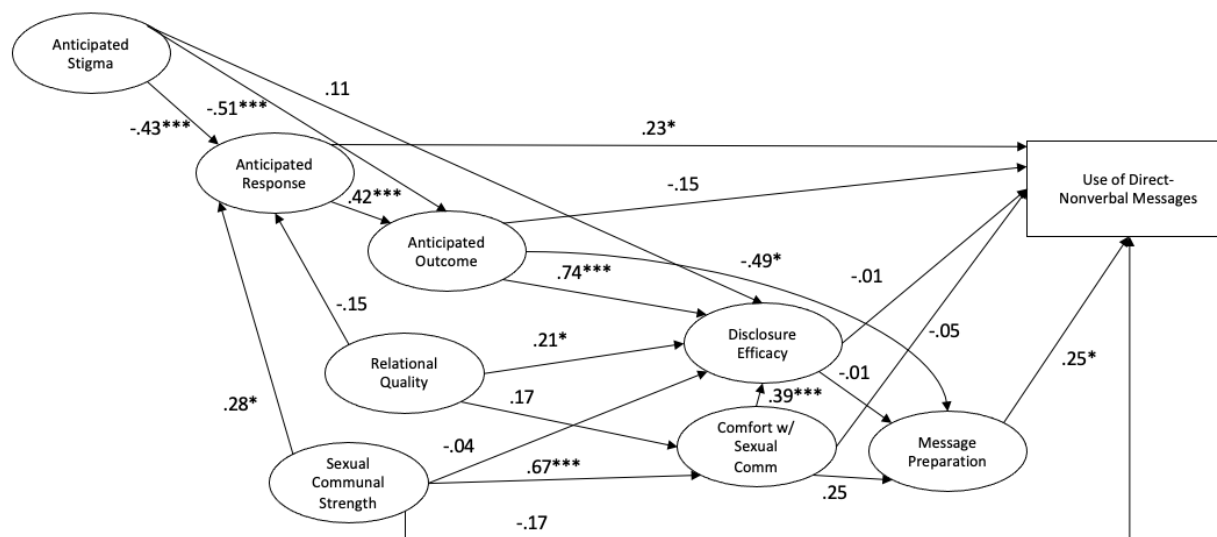 Anticipated
Stigma
.11
-.51***
-.43***
.23*
Anticipated
Response
Use of Direct-
Nonverbal Messages
.42***
-.15
Anticipated
Outcome
-.49*
.74***
-.01
-.15
Disclosure
Efficacy
.21*
-.05
Relational
Quality
-.01
.25*
.39***
.17
.28*
-.04
Comfort w/
Sexual
Comm
Message
Preparation
Sexual
Communal
Strength
.67***
.25
-.17